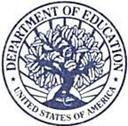 DEPARTMENT OF EDUCATION
UNITED STATES OF AMERICA